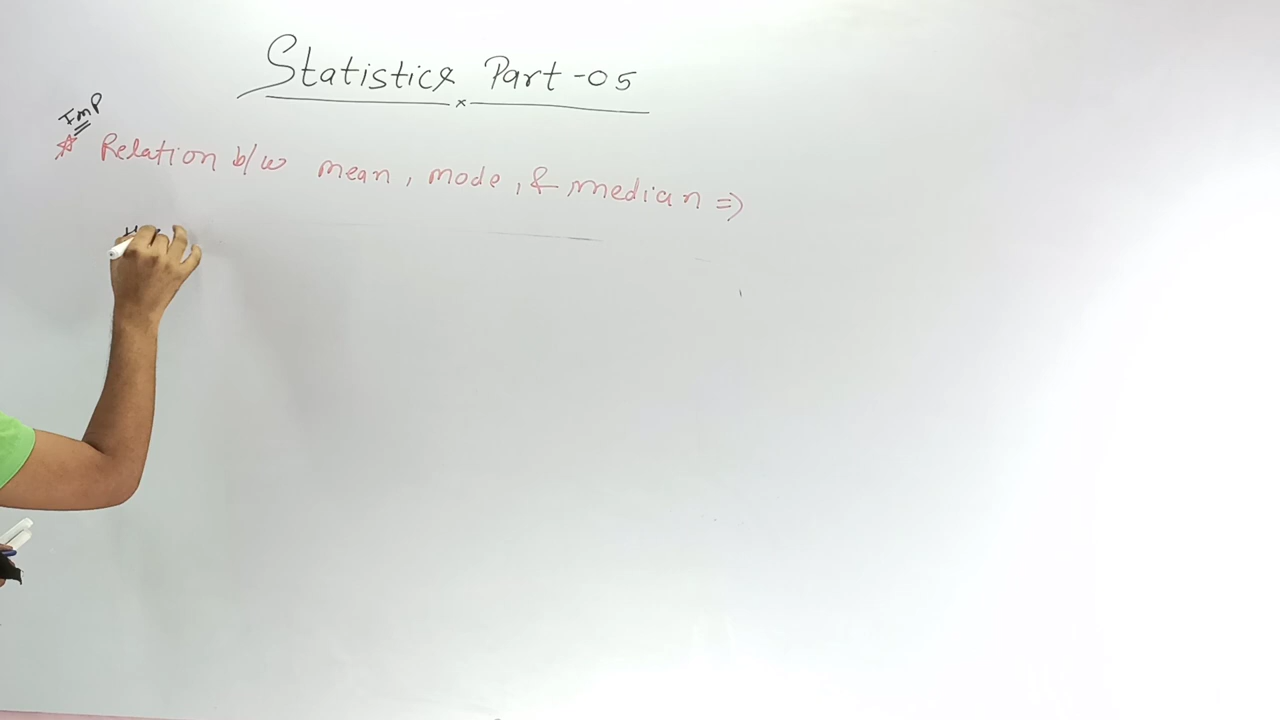 Statistics Part-05
Imp
☆ Relation b/w mean, mode, & median ⇒